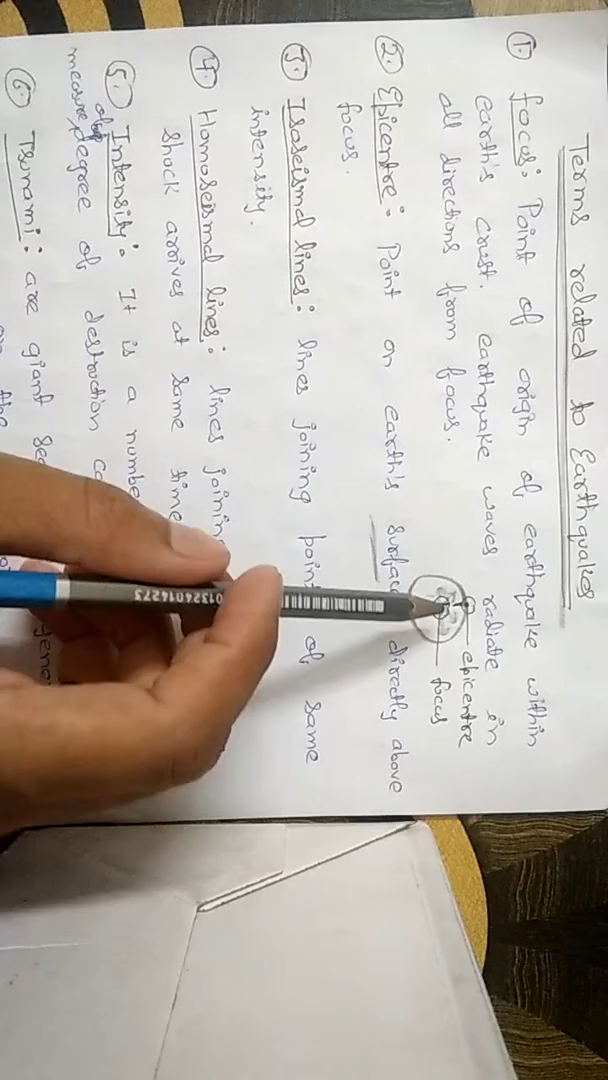 Terms related to Earthquakes
1. focus: Point of origin of earthquake within
earth's crust. earthquake waves radiate in
all directions from focus.
epicentre
focus
2. Epicentre: Point on earth's surface directly above
focus.
3. Isoseismal lines: lines joining point of same
intensity.
4. Homoseismal lines: lines joining
shock arrives at same time
5. Intensity: It is a number
measure degree of destruction
6. Tsunami: are giant
the
01324014273